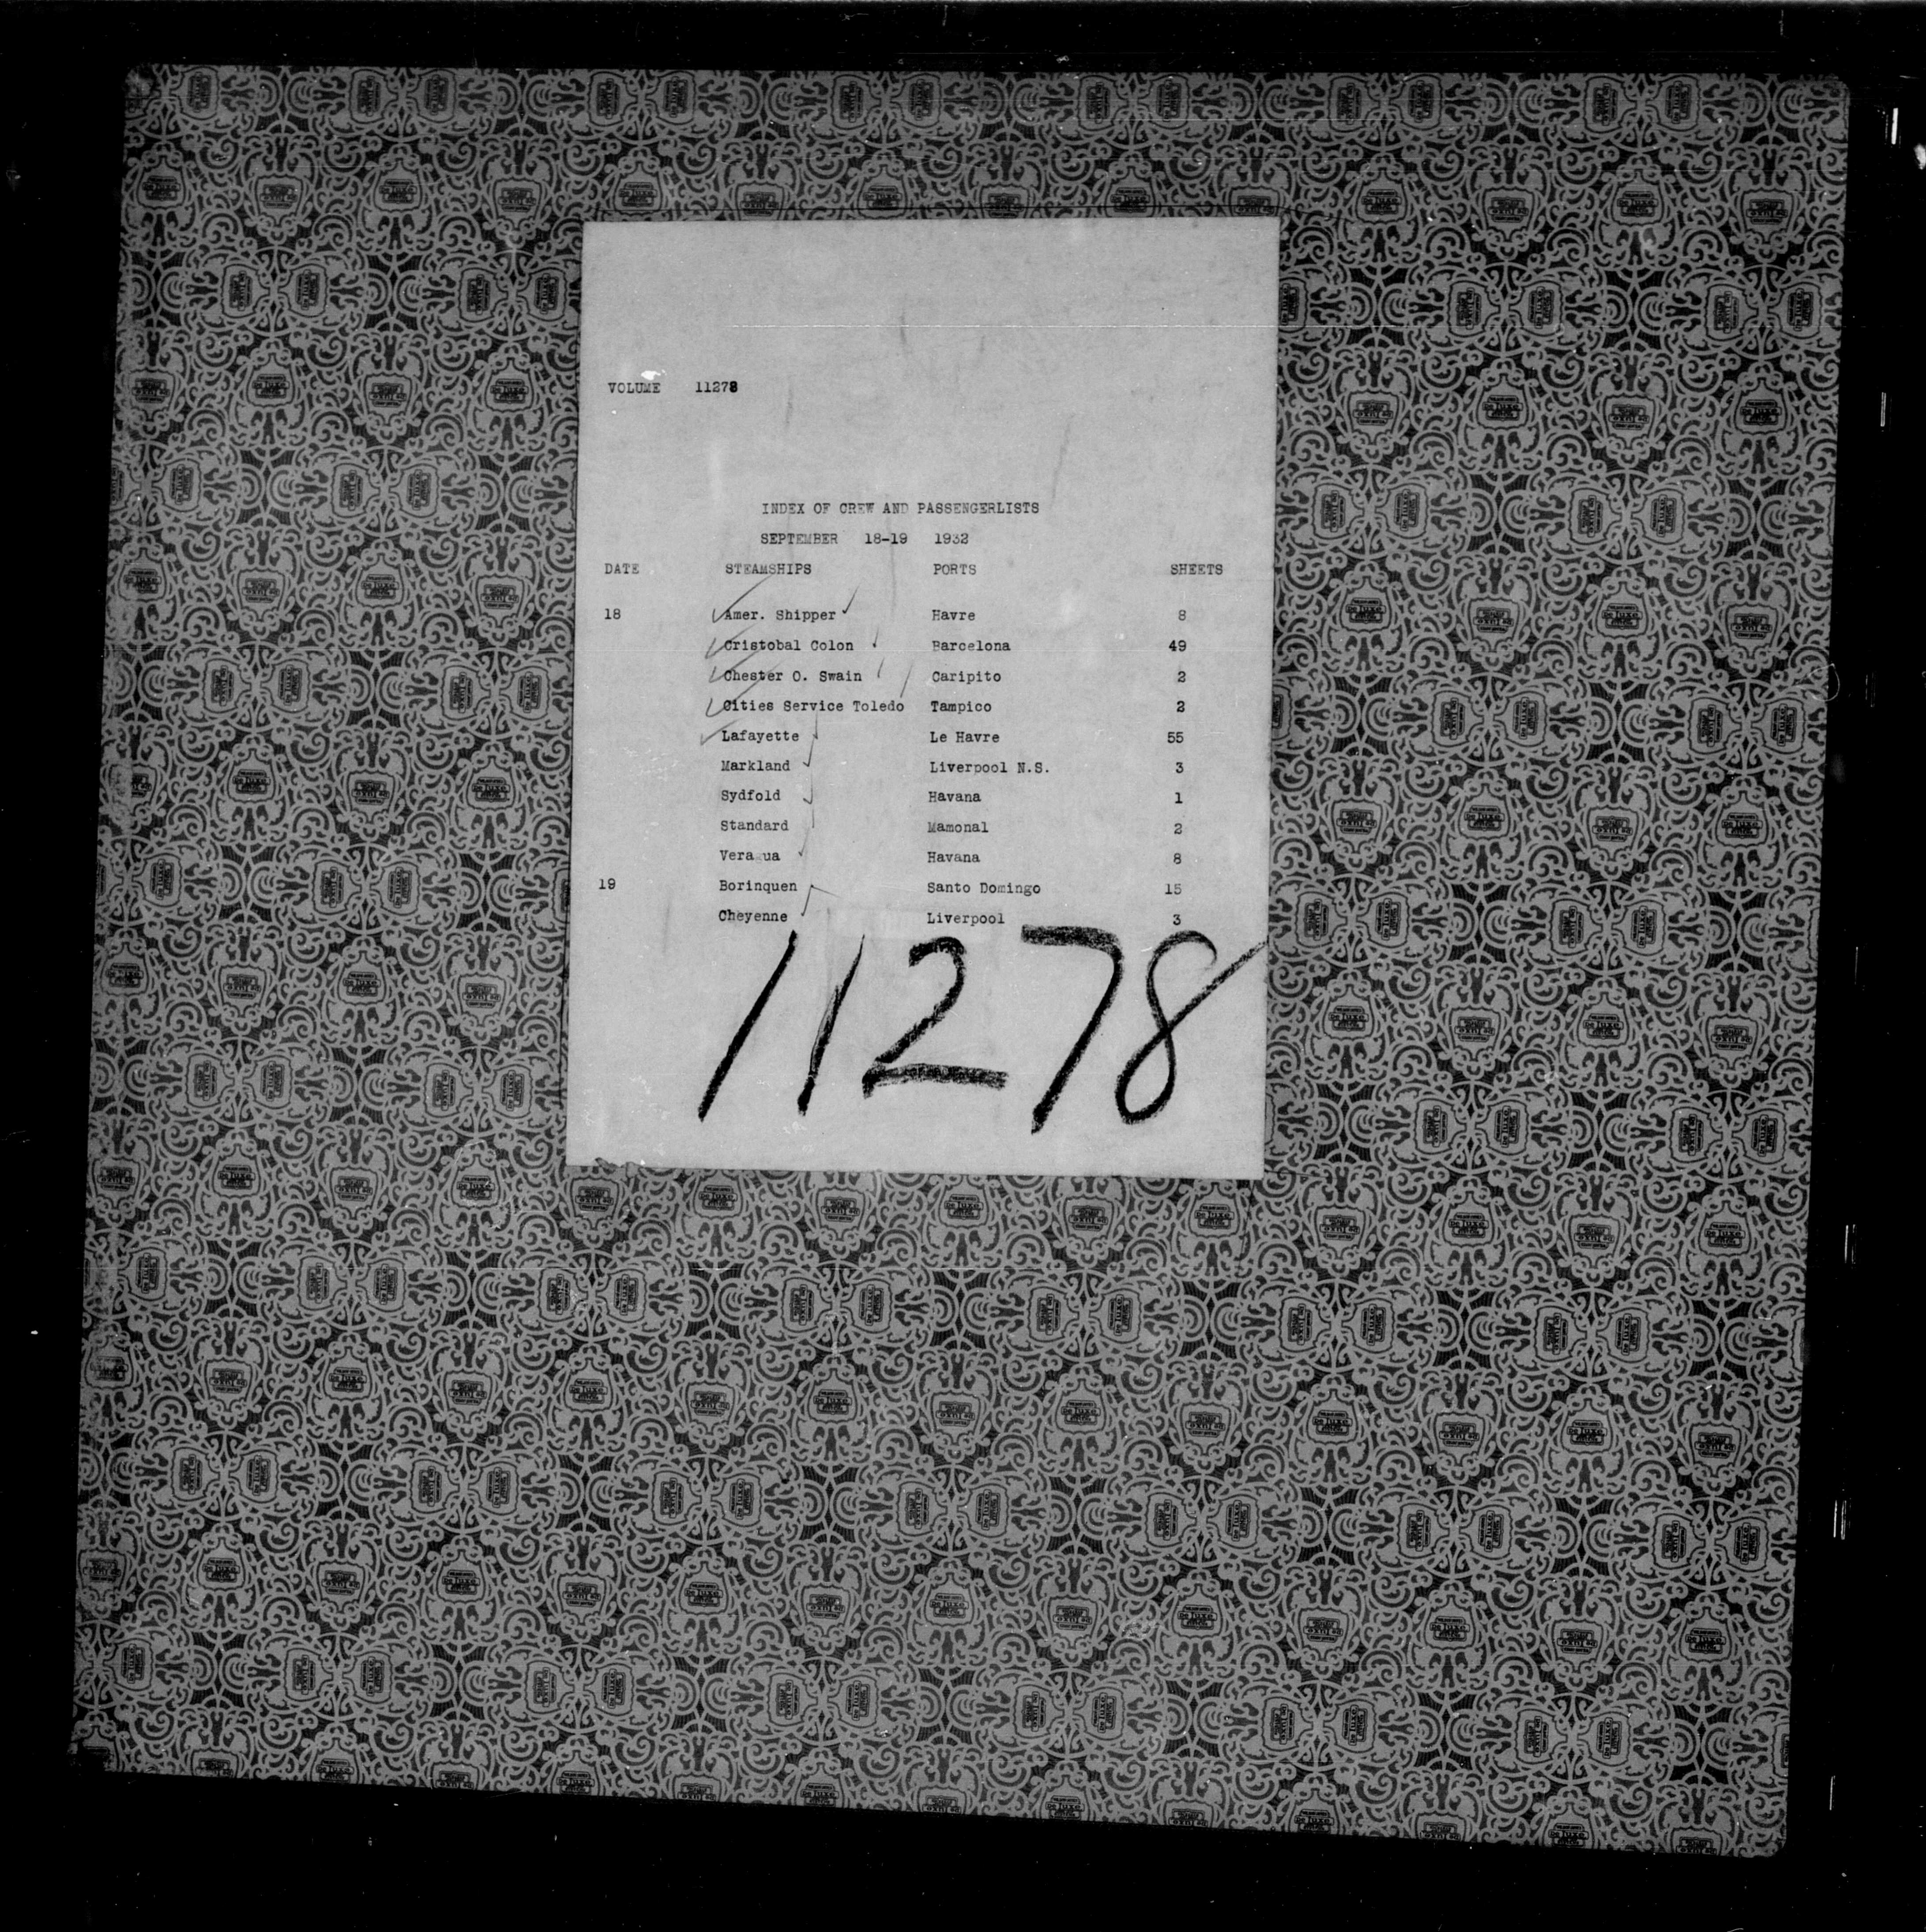 VOLUME 11278
INDEX OF CREW AND PASSENGERLISTS
SEPTEMBER 18-19 1932
DATE STEAMSHIPS PORTS SHEETS
18 Amer. Shipper Havre 8
Cristobal Colon Barcelona 49
Chester O. Swain Caripito 2
Cities Service Toledo Tampico 2
Lafayette Le Havre 55
Markland Liverpool N.S. 3
Sydfold Havana 1
Standard Mamonal 2
Veragua Havana 8
19 Borinquen Santo Domingo 15
Cheyenne Liverpool 3
11278